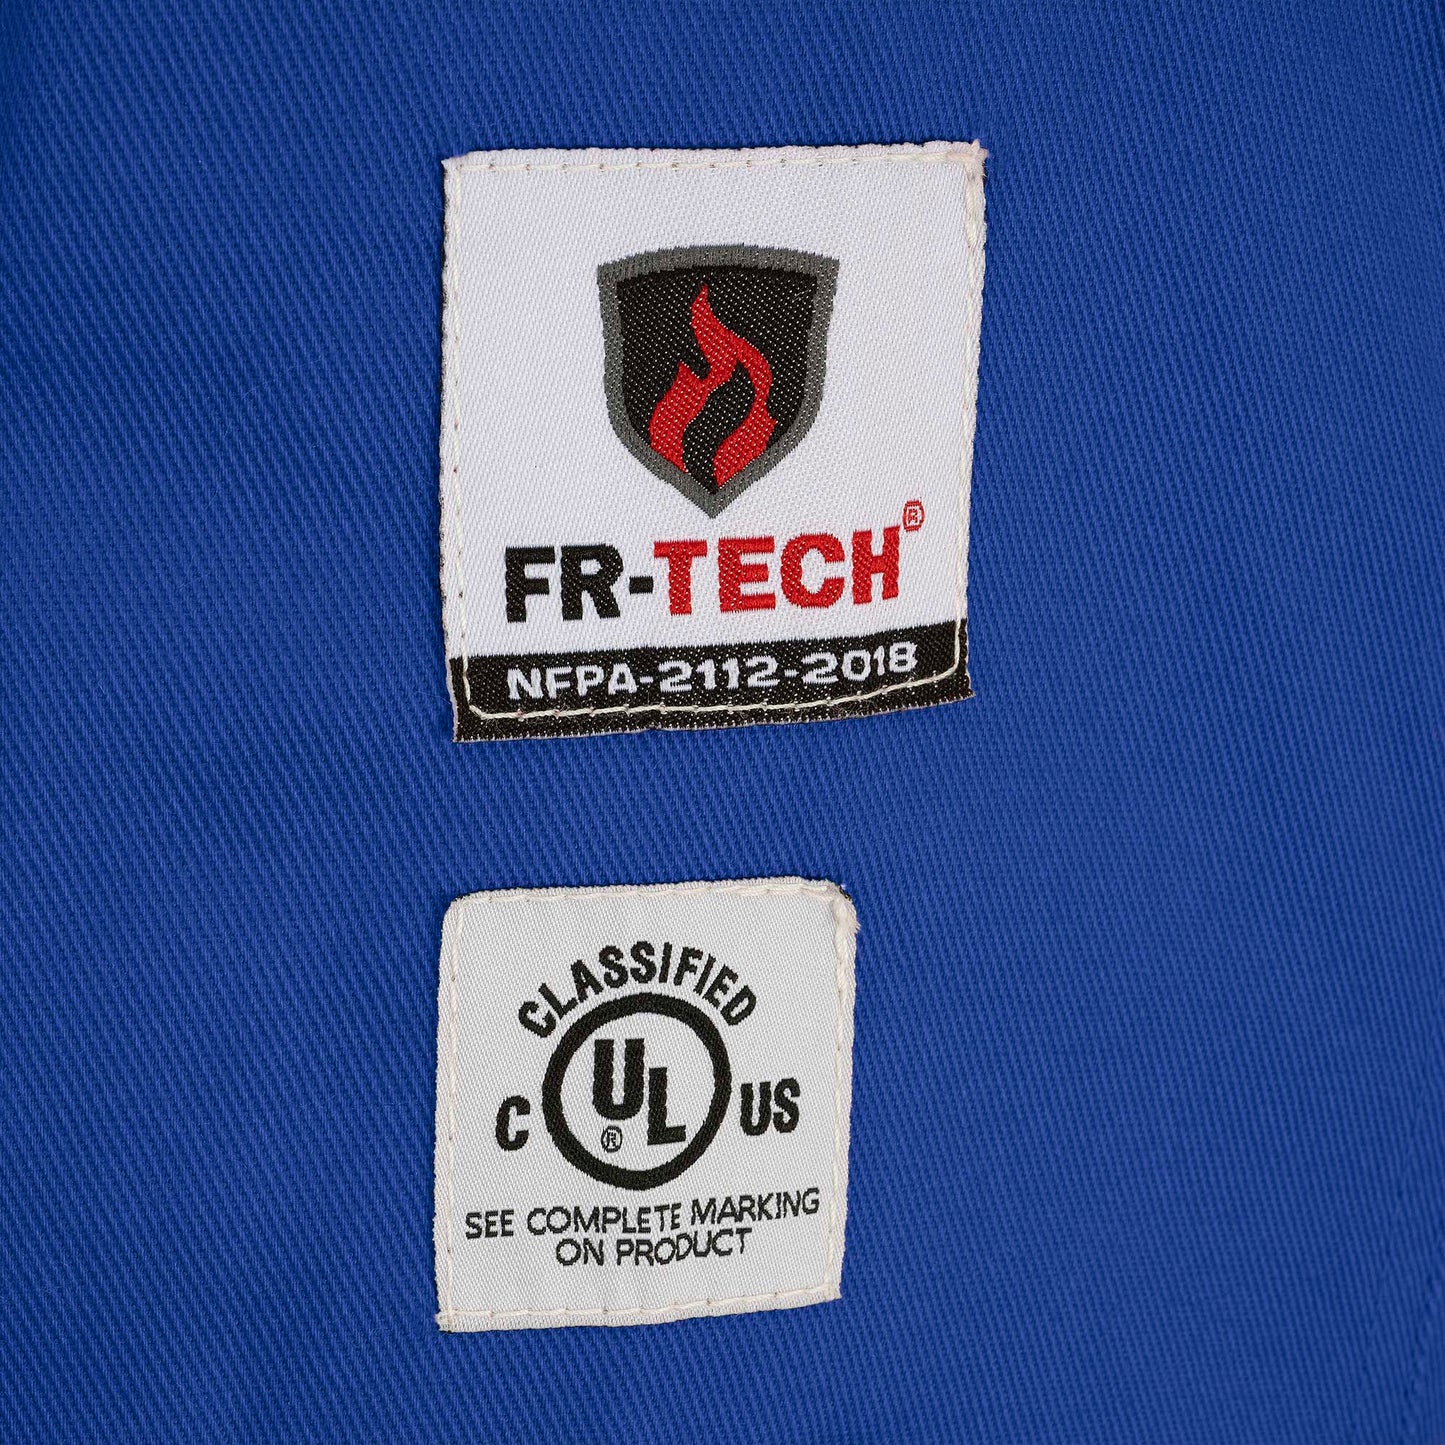 FR-TECH®
NFPA-2112-2018
CLASSIFIED
C UL® US
SEE COMPLETE MARKING
ON PRODUCT